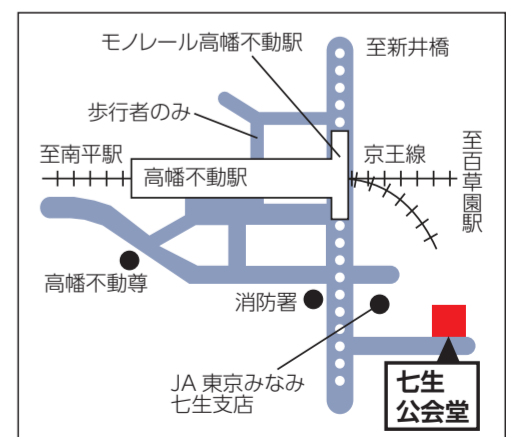 モノレール高幡不動駅
至新井橋
歩行者のみ
至南平駅
高幡不動駅
京王線
至百草園駅
高幡不動尊
消防署
JA 東京みなみ
七生支店
七生
公会堂